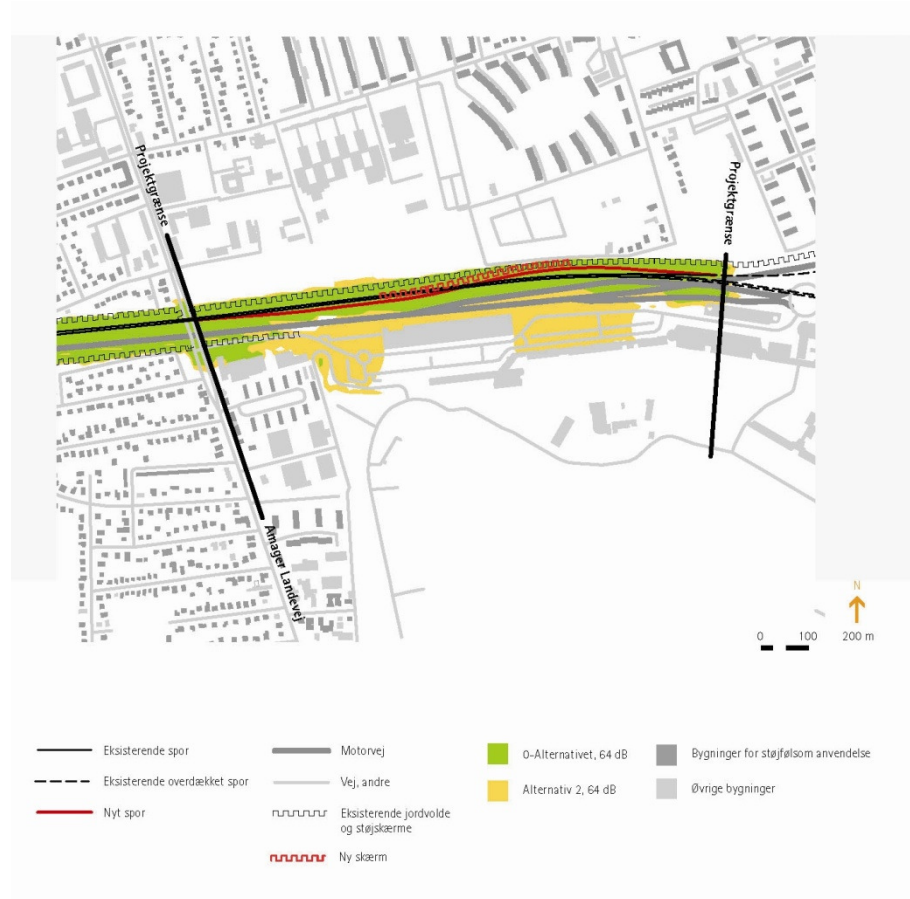 Projektgrænse
Projektgrænse
Amager Landevej
N
0 100 200 m
Eksisterende spor
Eksisterende overdækket spor
Nyt spor
Motorvej
Vej, andre
Eksisterende jordvolde
og støjskærme
Ny skærm
0-Alternativet, 64 dB
Alternativ 2, 64 dB
Bygninger for støjfølsom anvendelse
Øvrige bygninger